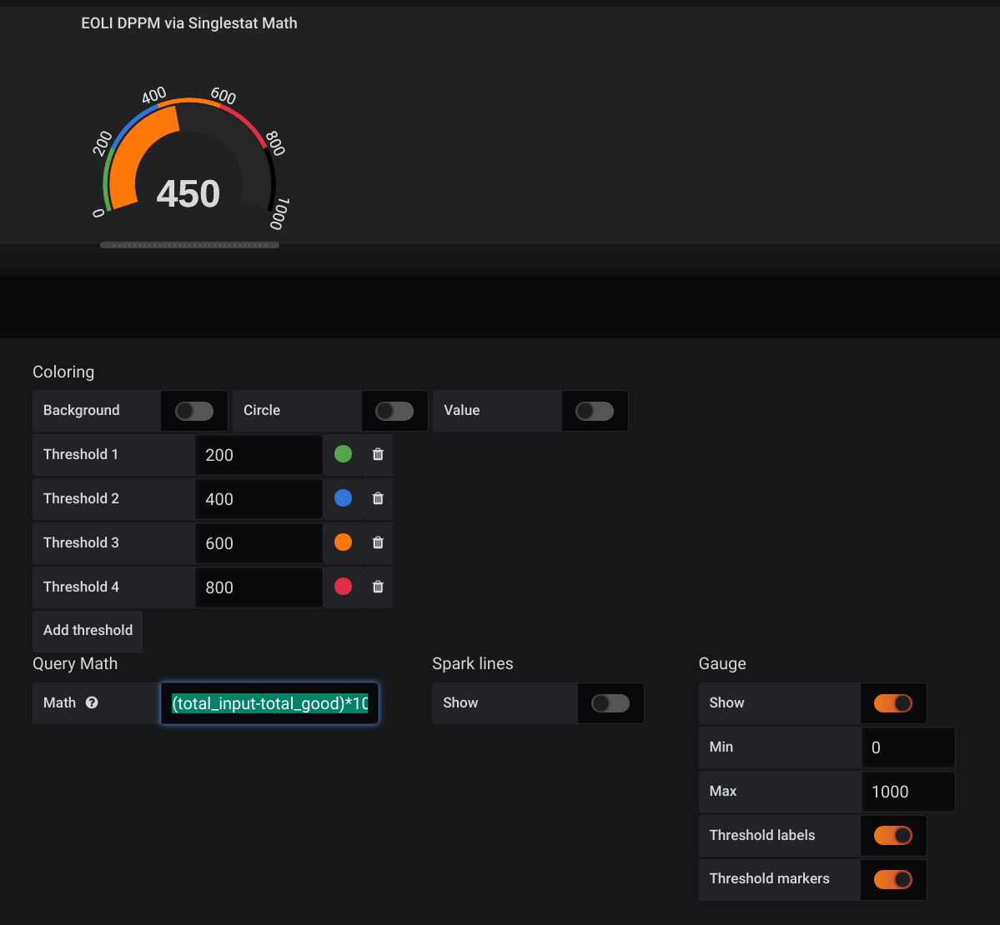 EOLI DPPM via Singlestat Math
0
200
400
600
800
1000
450
Coloring
Background
Circle
Value
Threshold 1
200
Threshold 2
400
Threshold 3
600
Threshold 4
800
Add threshold
Query Math
Math
(total_input-total_good)*10
Spark lines
Show
Gauge
Show
Min
0
Max
1000
Threshold labels
Threshold markers